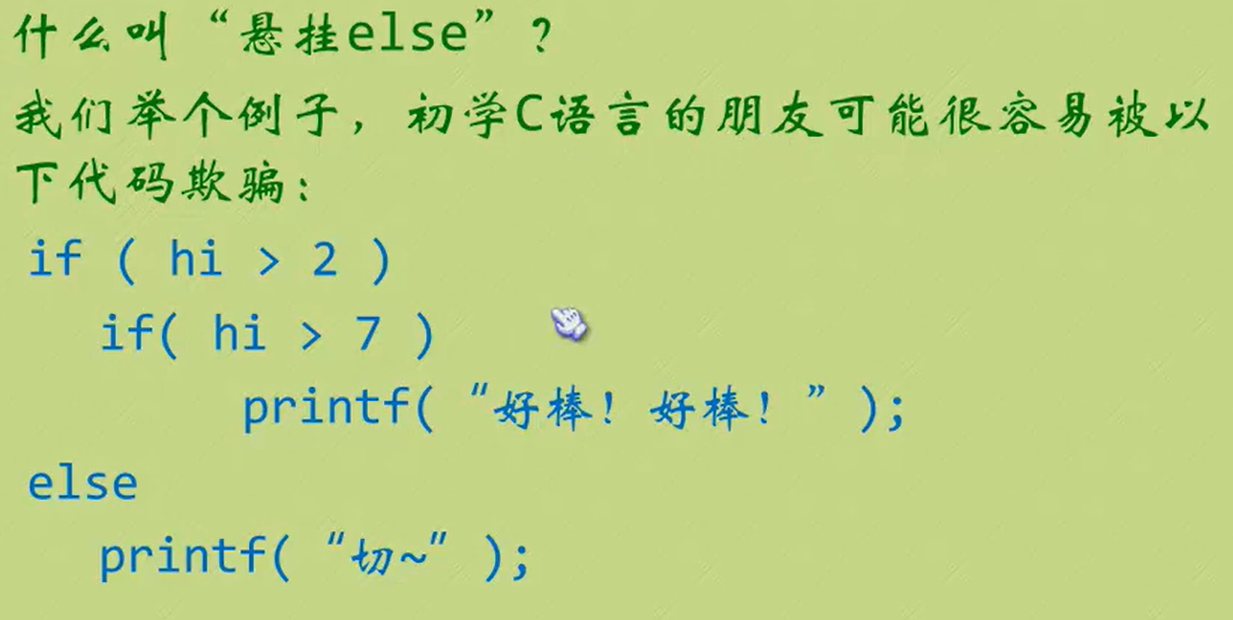 什么叫“悬挂else”?
我们举个例子，初学C语言的朋友可能很容易被以
下代码欺骗:
if ( hi > 2 )
if( hi > 7 )
printf( “好棒！好棒！” );
else
printf( “切~” );